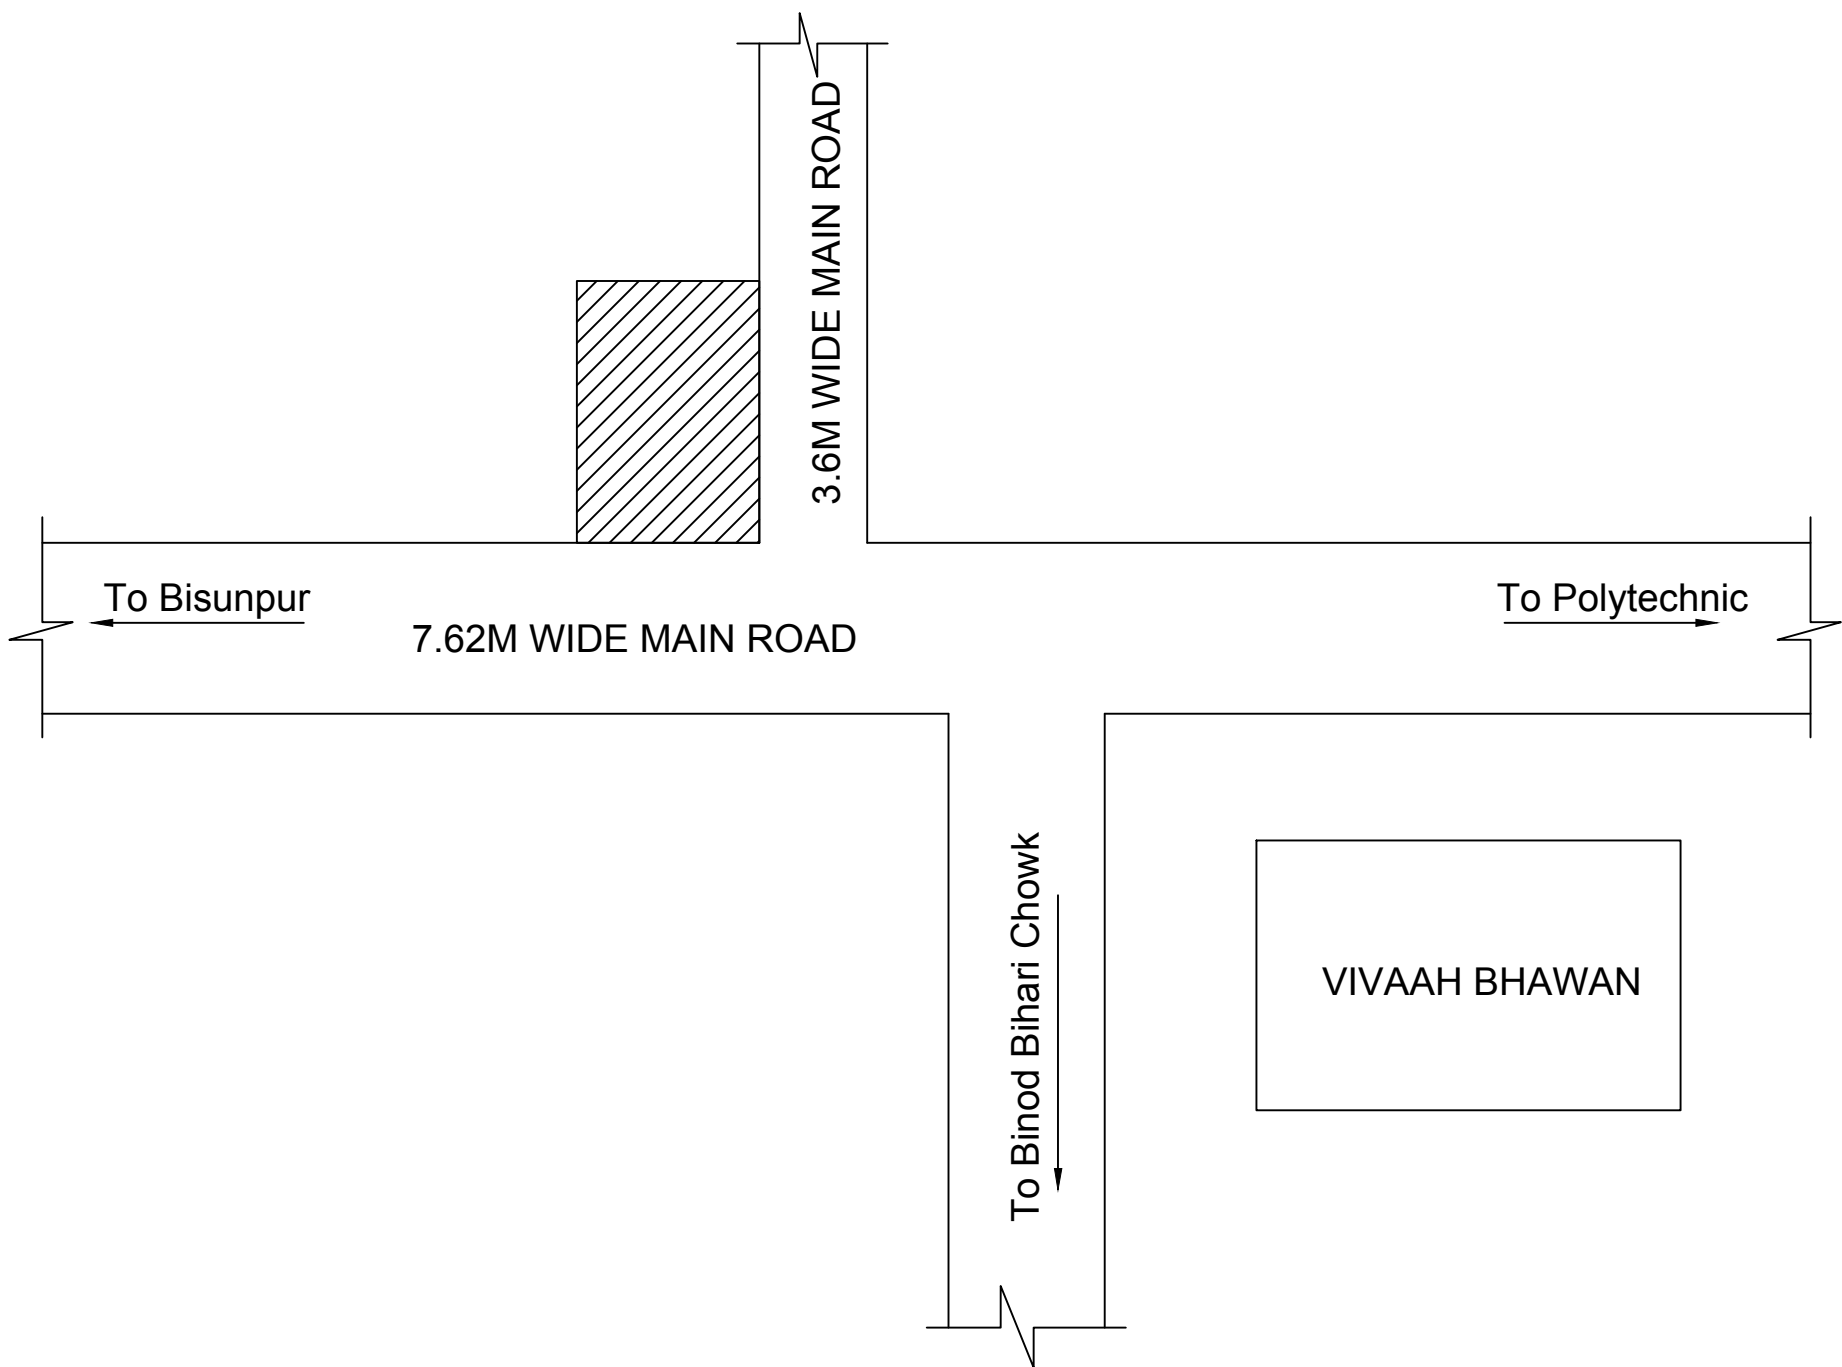 3.6M WIDE MAIN ROAD
To Bisunpur
To Polytechnic
7.62M WIDE MAIN ROAD
To Binod Bihari Chowk
VIVAAH BHAWAN